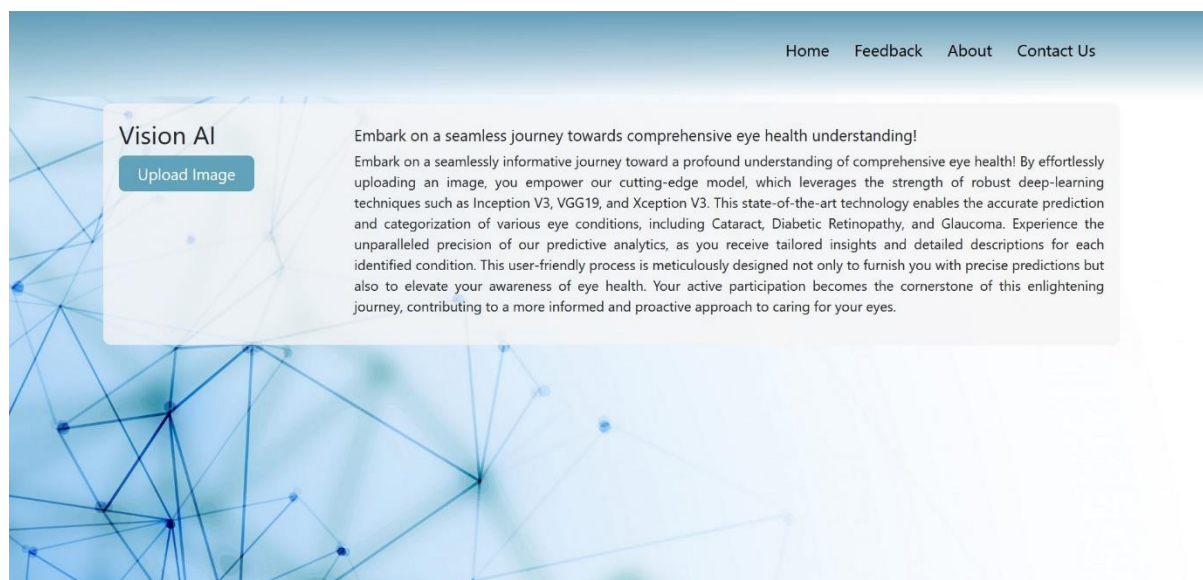 Home Feedback About Contact Us
Vision AI
Upload Image
Embark on a seamless journey towards comprehensive eye health understanding!
Embark on a seamlessly informative journey toward a profound understanding of comprehensive eye health! By effortlessly
uploading an image, you empower our cutting-edge model, which leverages the strength of robust deep-learning
techniques such as Inception V3, VGG19, and Xception V3. This state-of-the-art technology enables the accurate prediction
and categorization of various eye conditions, including Cataract, Diabetic Retinopathy, and Glaucoma. Experience the
unparalleled precision of our predictive analytics, as you receive tailored insights and detailed descriptions for each
identified condition. This user-friendly process is meticulously designed not only to furnish you with precise predictions but
also to elevate your awareness of eye health. Your active participation becomes the cornerstone of this enlightening
journey, contributing to a more informed and proactive approach to caring for your eyes.